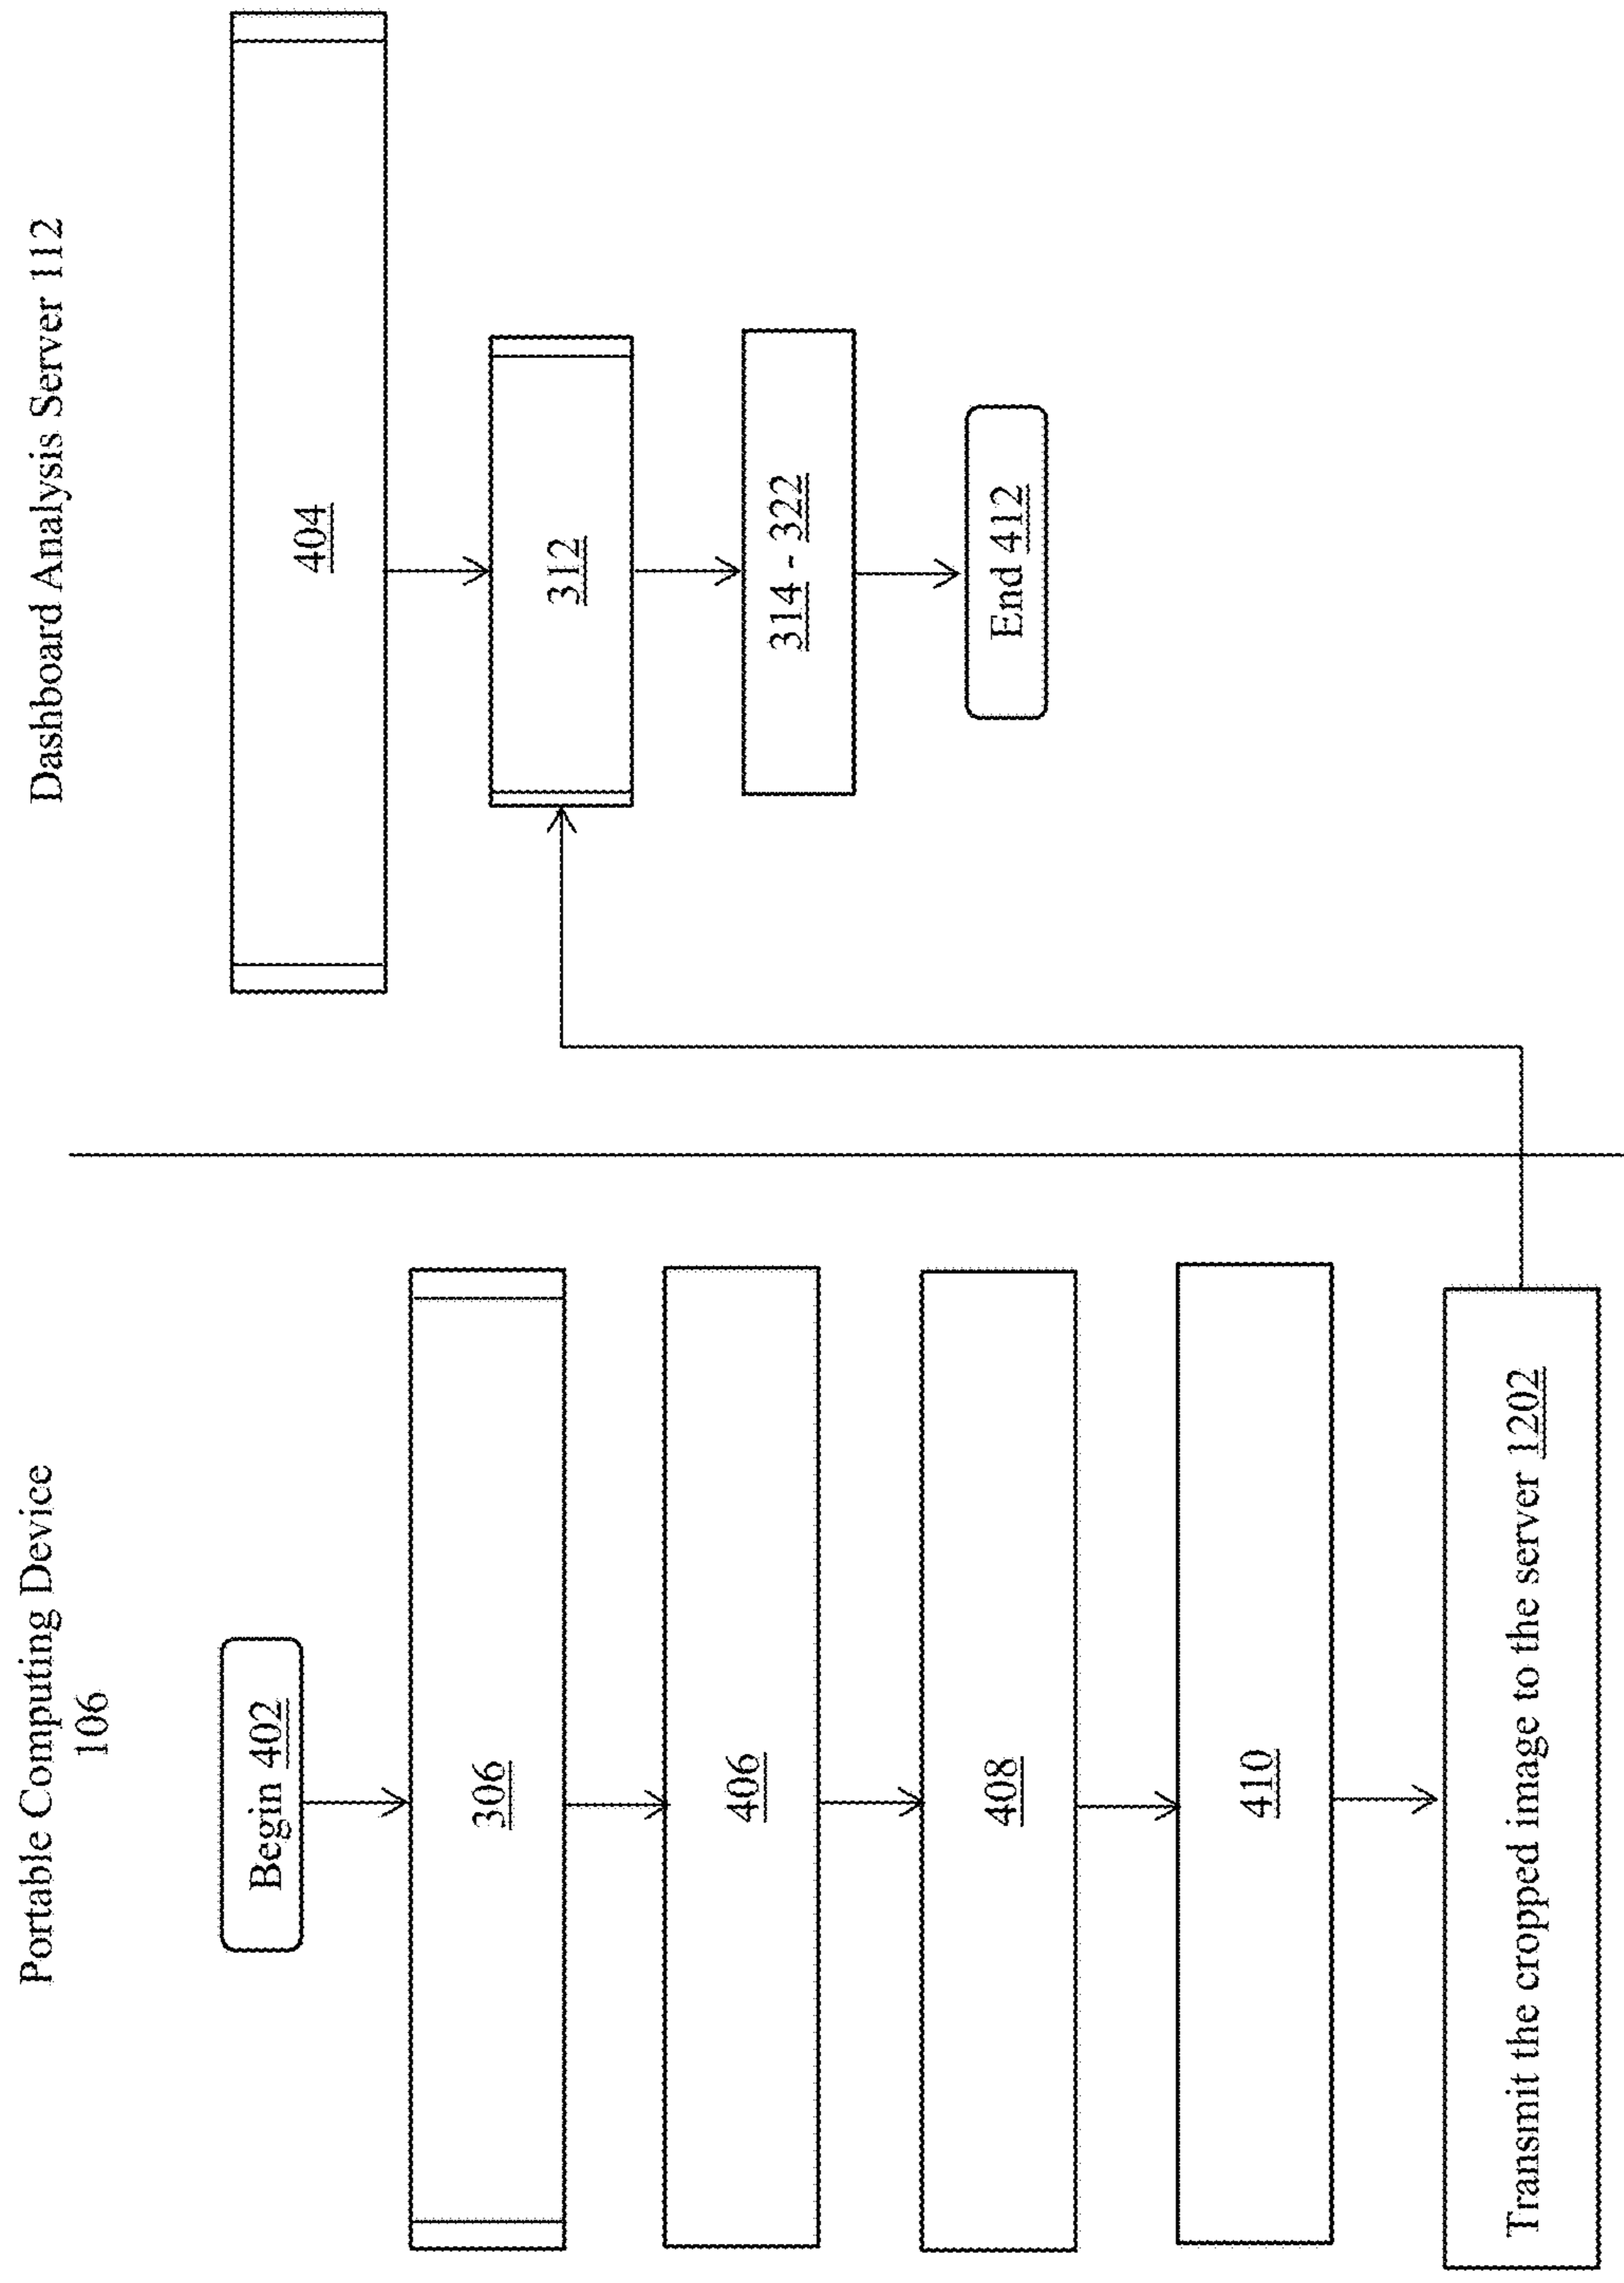 Portable Computing Device
106
Begin 402
306
406
408
410
Transmit the cropped image to the server 1202
Dashboard Analysis Server 112
404
312
314 - 322
End 412